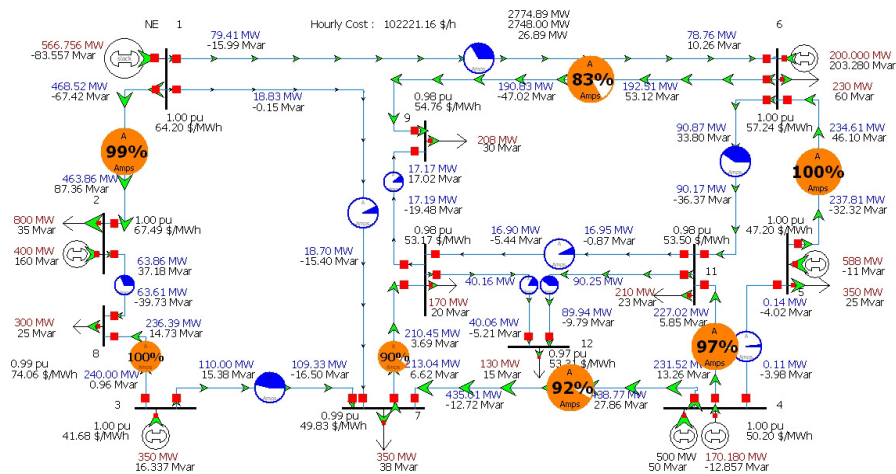 NE 1
Hourly Cost : 102221.16 $/h
2774.89 MW
2748.00 MW
26.89 MW
6
566.756 MW
-83.557 Mvar
slack
79.41 MW
-15.99 Mvar
78.76 MW
10.26 Mvar
200.000 MW
203.280 Mvar
468.52 MW
-67.42 Mvar
18.83 MW
-0.15 Mvar
190.83 MW
-47.02 Mvar
A
83%
Amps
192.51 MW
53.12 Mvar
230 MW
60 Mvar
1.00 pu
64.20 $/MWh
0.98 pu
54.76 $/MWh
9
1.00 pu
57.24 $/MWh
A
99%
Amps
208 MW
30 Mvar
90.87 MW
33.80 Mvar
234.61 MW
46.10 Mvar
463.86 MW
87.36 Mvar
17.17 MW
17.02 Mvar
A
100%
Amps
2
17.19 MW
-19.48 Mvar
90.17 MW
-36.37 Mvar
237.81 MW
-32.32 Mvar
800 MW
35 Mvar
1.00 pu
67.49 $/MWh
0.98 pu
53.17 $/MWh
16.90 MW
-5.44 Mvar
16.95 MW
-0.87 Mvar
0.98 pu
53.50 $/MWh
1.00 pu
47.20 $/MWh
400 MW
160 Mvar
63.86 MW
37.18 Mvar
18.70 MW
-15.40 Mvar
11
588 MW
-11 Mvar
63.61 MW
-39.73 Mvar
170 MW
20 Mvar
40.16 MW
90.25 MW
210 MW
23 Mvar
350 MW
25 Mvar
300 MW
25 Mvar
236.39 MW
14.73 Mvar
210.45 MW
3.69 Mvar
40.06 MW
-5.21 Mvar
89.94 MW
-9.79 Mvar
227.02 MW
5.85 Mvar
0.14 MW
-4.02 Mvar
8
12
0.99 pu
74.06 $/MWh
100%
Amps
110.00 MW
15.38 Mvar
109.33 MW
-16.50 Mvar
90%
Amps
0.97 pu
53.31 $/MWh
A
97%
Amps
240.00 MW
0.96 Mvar
213.04 MW
6.62 Mvar
130 MW
15 Mvar
A
92%
Amps
231.52 MW
13.26 Mvar
0.11 MW
-3.98 Mvar
435.01 MW
-12.72 Mvar
438.77 MW
27.86 Mvar
3
7
4
1.00 pu
41.68 $/MWh
0.99 pu
49.83 $/MWh
1.00 pu
50.20 $/MWh
350 MW
16.337 Mvar
350 MW
38 Mvar
500 MW
50 Mvar
170.180 MW
-12.857 Mvar